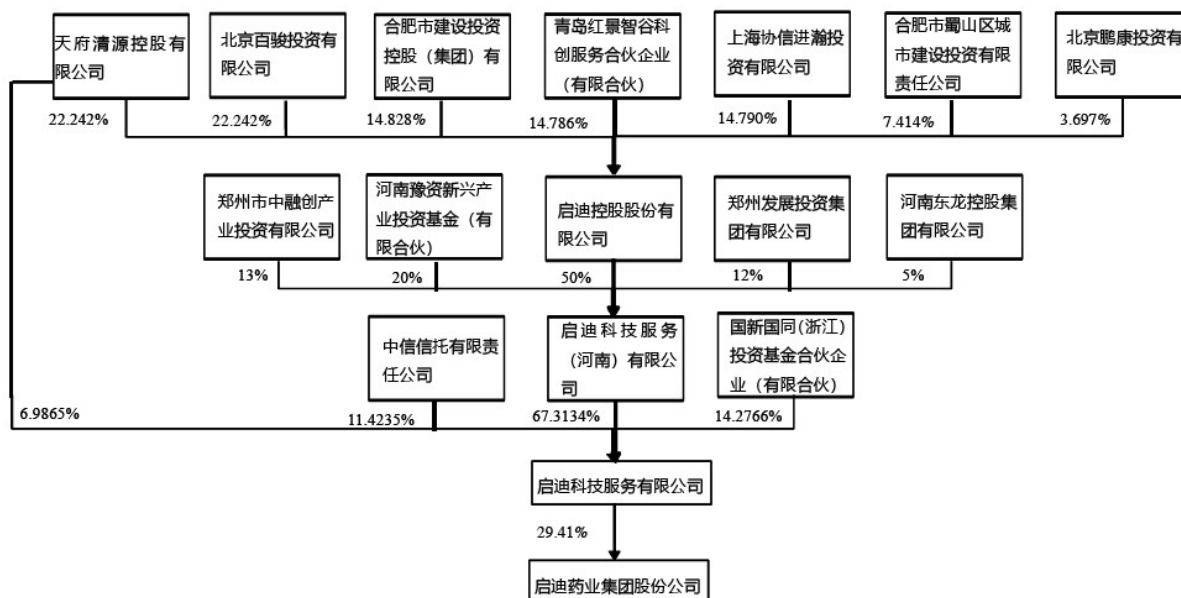 天府清源控股有
限公司
北京百骏投资有
限公司
合肥市建设投资
控股（集团）有
限公司
青岛红景智谷科
创服务合伙企业
（有限合伙）
上海协信进瀚投
资有限公司
合肥市蜀山区城
市建设投资有限
责任公司
北京鹏康投资有
限公司
22.242%
22.242%
14.828%
14.786%
14.790%
7.414%
3.697%
郑州市中融创产
业投资有限公司
河南豫资新兴产
业投资基金（有
限合伙）
启迪控股股份有
限公司
郑州发展投资集
团有限公司
河南东龙控股集
团有限公司
13%
20%
50%
12%
5%
中信信托有限责
任公司
启迪科技服务
（河南）有限公
司
国新国同(浙江)
投资基金合伙企
业（有限合伙）
6.9865%
11.4235%
67.3134%
14.2766%
启迪科技服务有限公司
29.41%
启迪药业集团股份公司